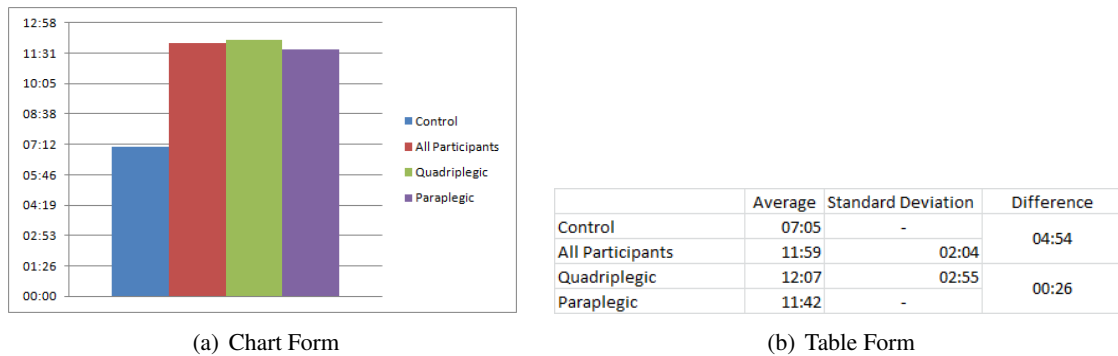 12:58
11:31
10:05
08:38
07:12
05:46
04:19
02:53
01:26
00:00
Control
All Participants
Quadriplegic
Paraplegic
(a) Chart Form
Average Standard Deviation Difference
Control 07:05 - 04:54
All Participants 11:59 02:04
Quadriplegic 12:07 02:55 00:26
Paraplegic 11:42 -
(b) Table Form